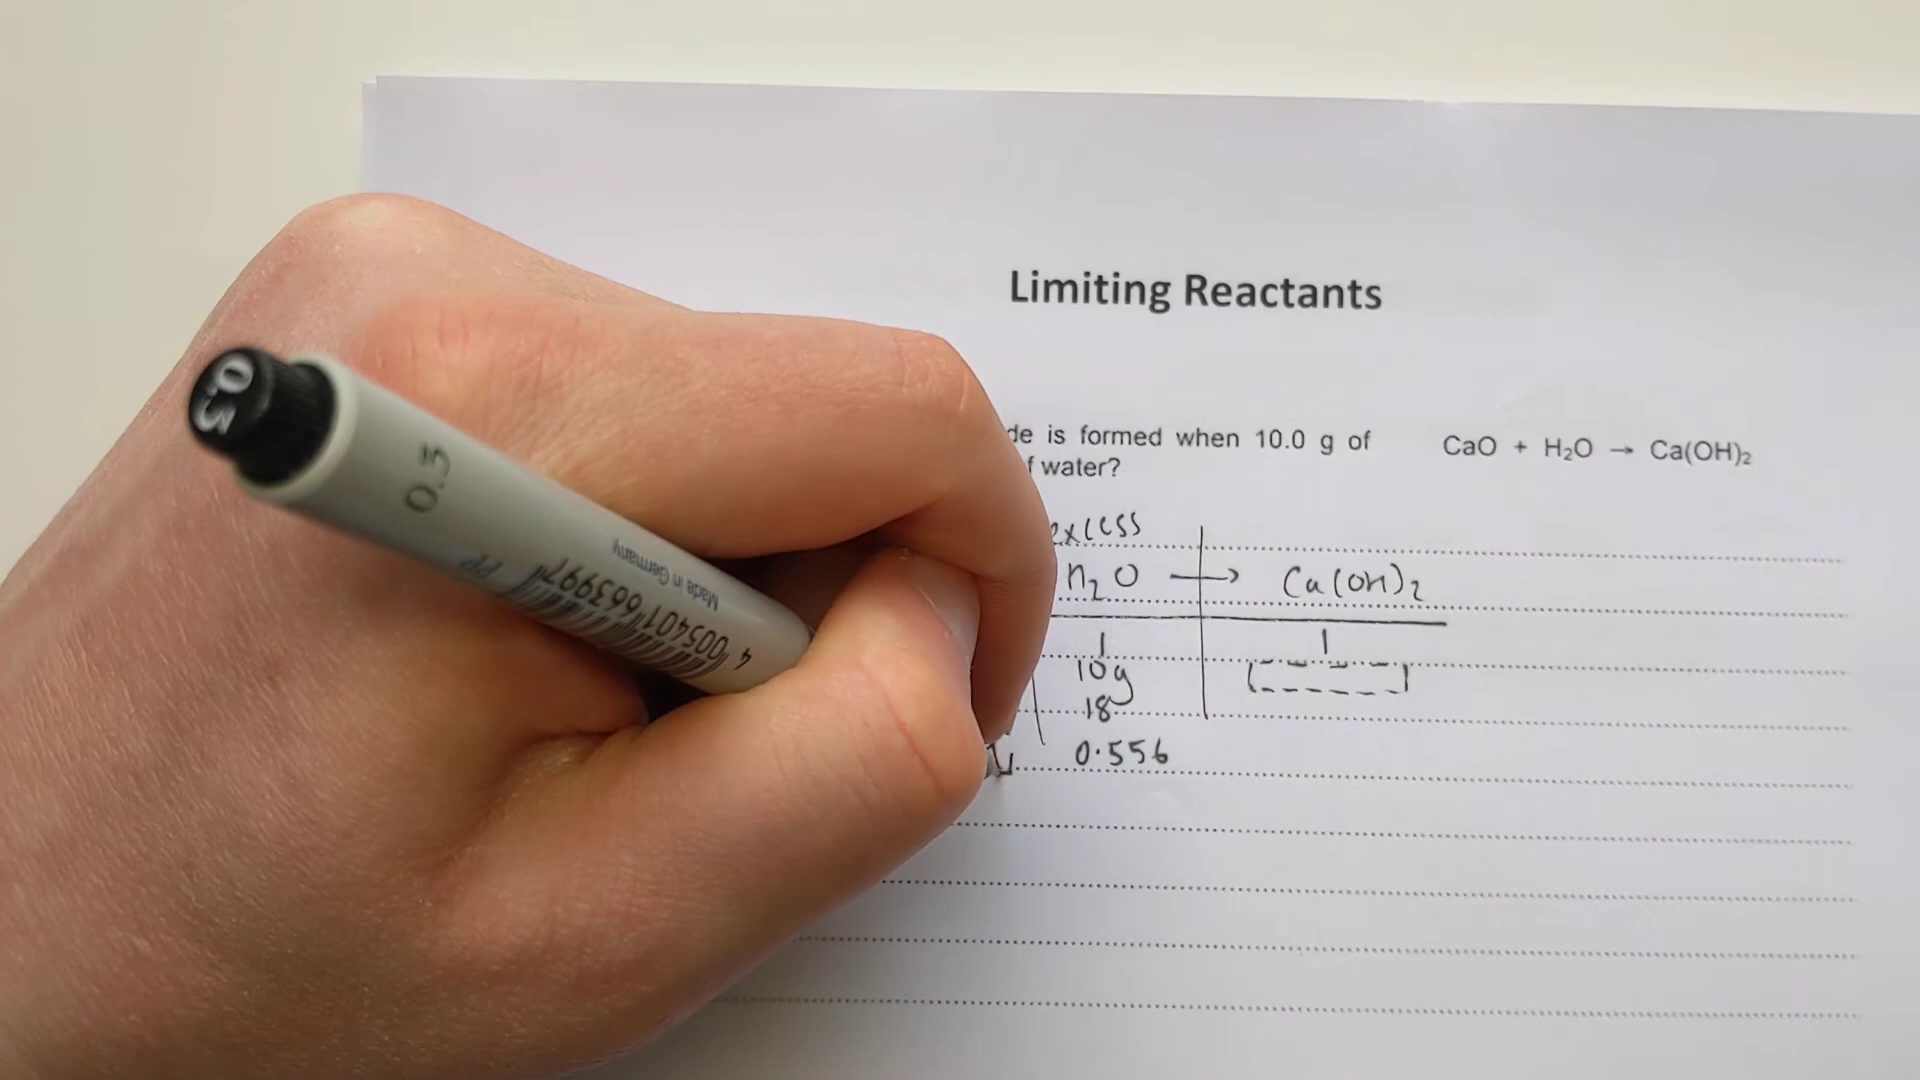 Limiting Reactants
de is formed when 10.0 g of
f water?
CaO + H₂O → Ca(OH)₂
excess
H₂O → Ca(OH)₂
1 1
10g
18
0.556
0.5
0.5
Made in Germany
PP
4 005401 663997